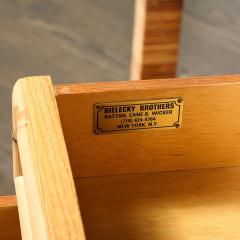 BIELECKY BROTHERS
RATTAN, CANE & WICKER
(718) 424-4764
NEW YORK, N.Y.